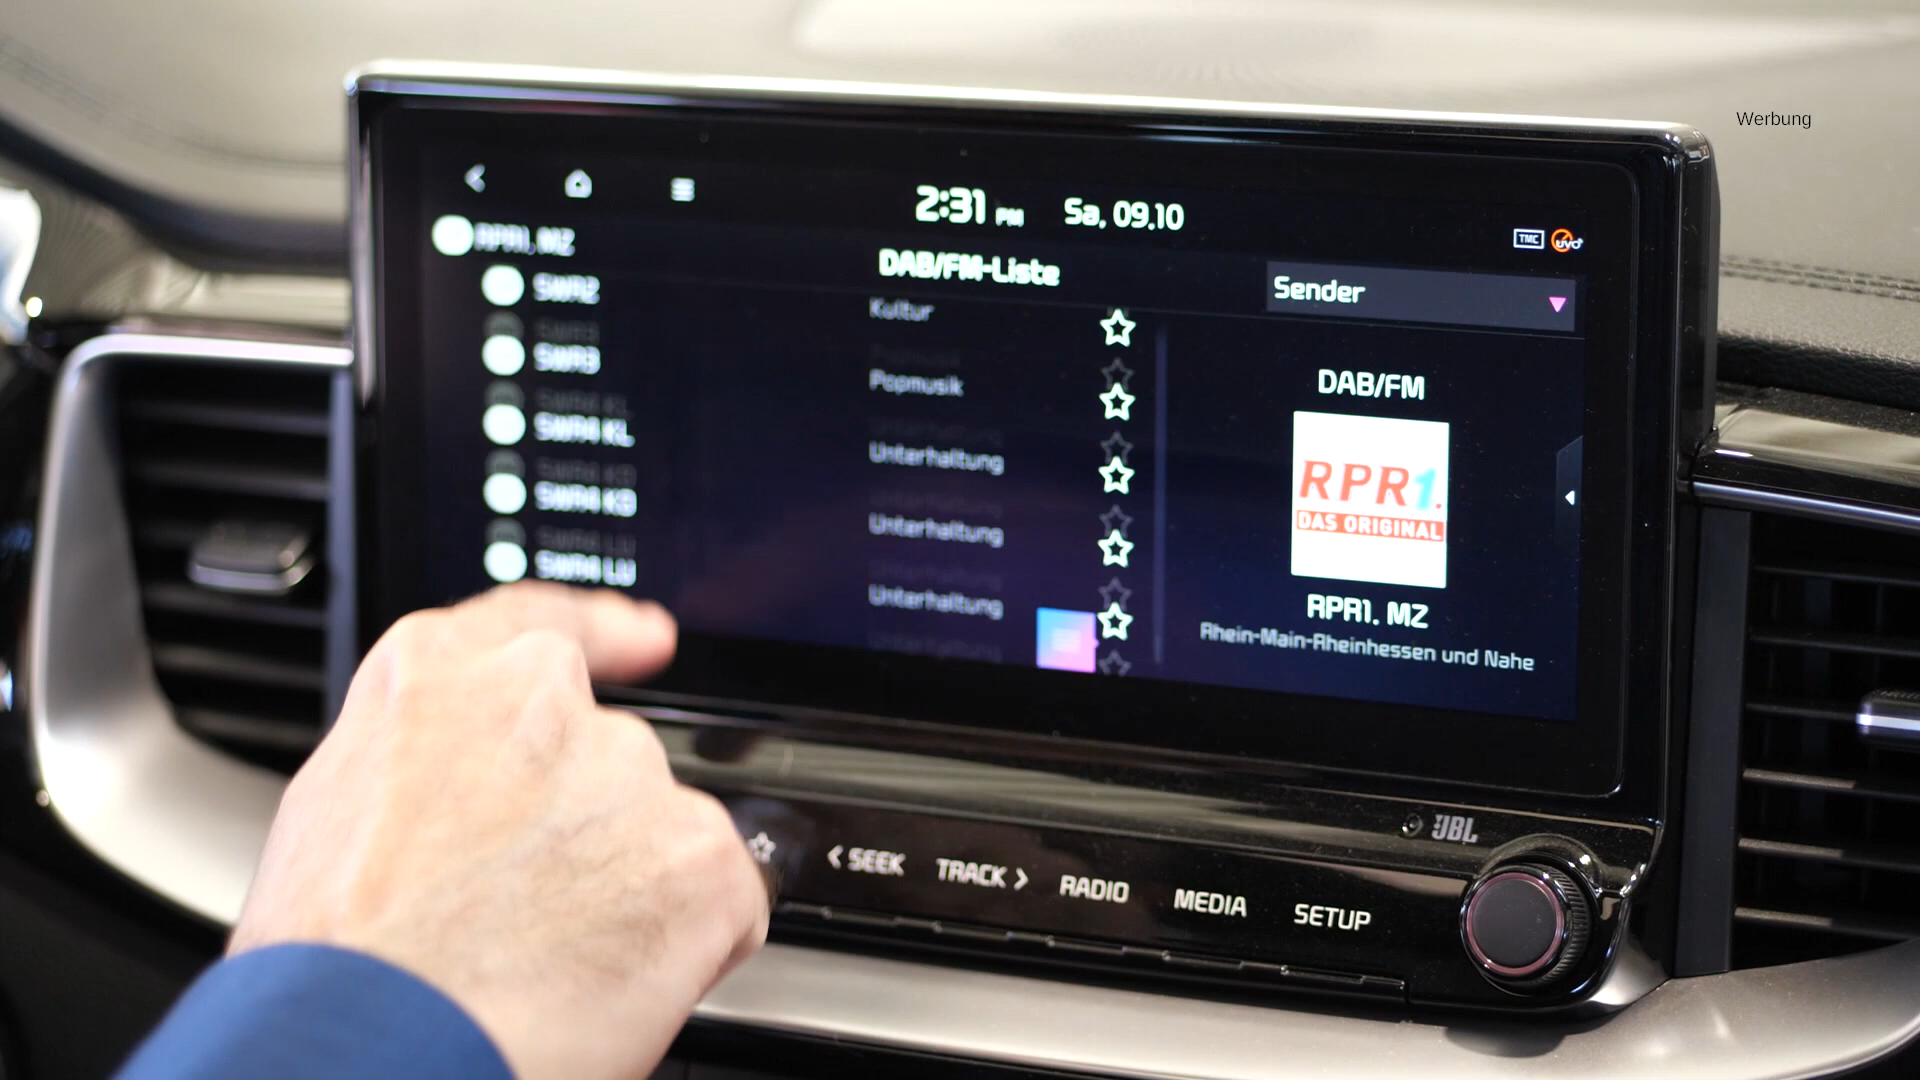 Werbung
2:31 PM Sa, 09.10
TMC UVO
RPR1. MZ
DAB/FM-Liste
Sender
SWR2 Kultur
SWR3 Popmusik
SWR4 KL Unterhaltung
SWR4 KO Unterhaltung
SWR4 LU Unterhaltung
DAB/FM
RPR1.
DAS ORIGINAL
RPR1. MZ
Rhein-Main-Rheinhessen und Nahe
JBL
< SEEK TRACK > RADIO MEDIA SETUP